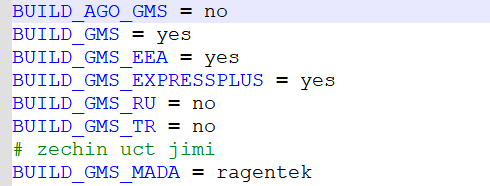 BUILD_AGO_GMS = no
BUILD_GMS = yes
BUILD_GMS_EEA = yes
BUILD_GMS_EXPRESSPLUS = yes
BUILD_GMS_RU = no
BUILD_GMS_TR = no
# zechin uct jimi
BUILD_GMS_MADA = ragentek